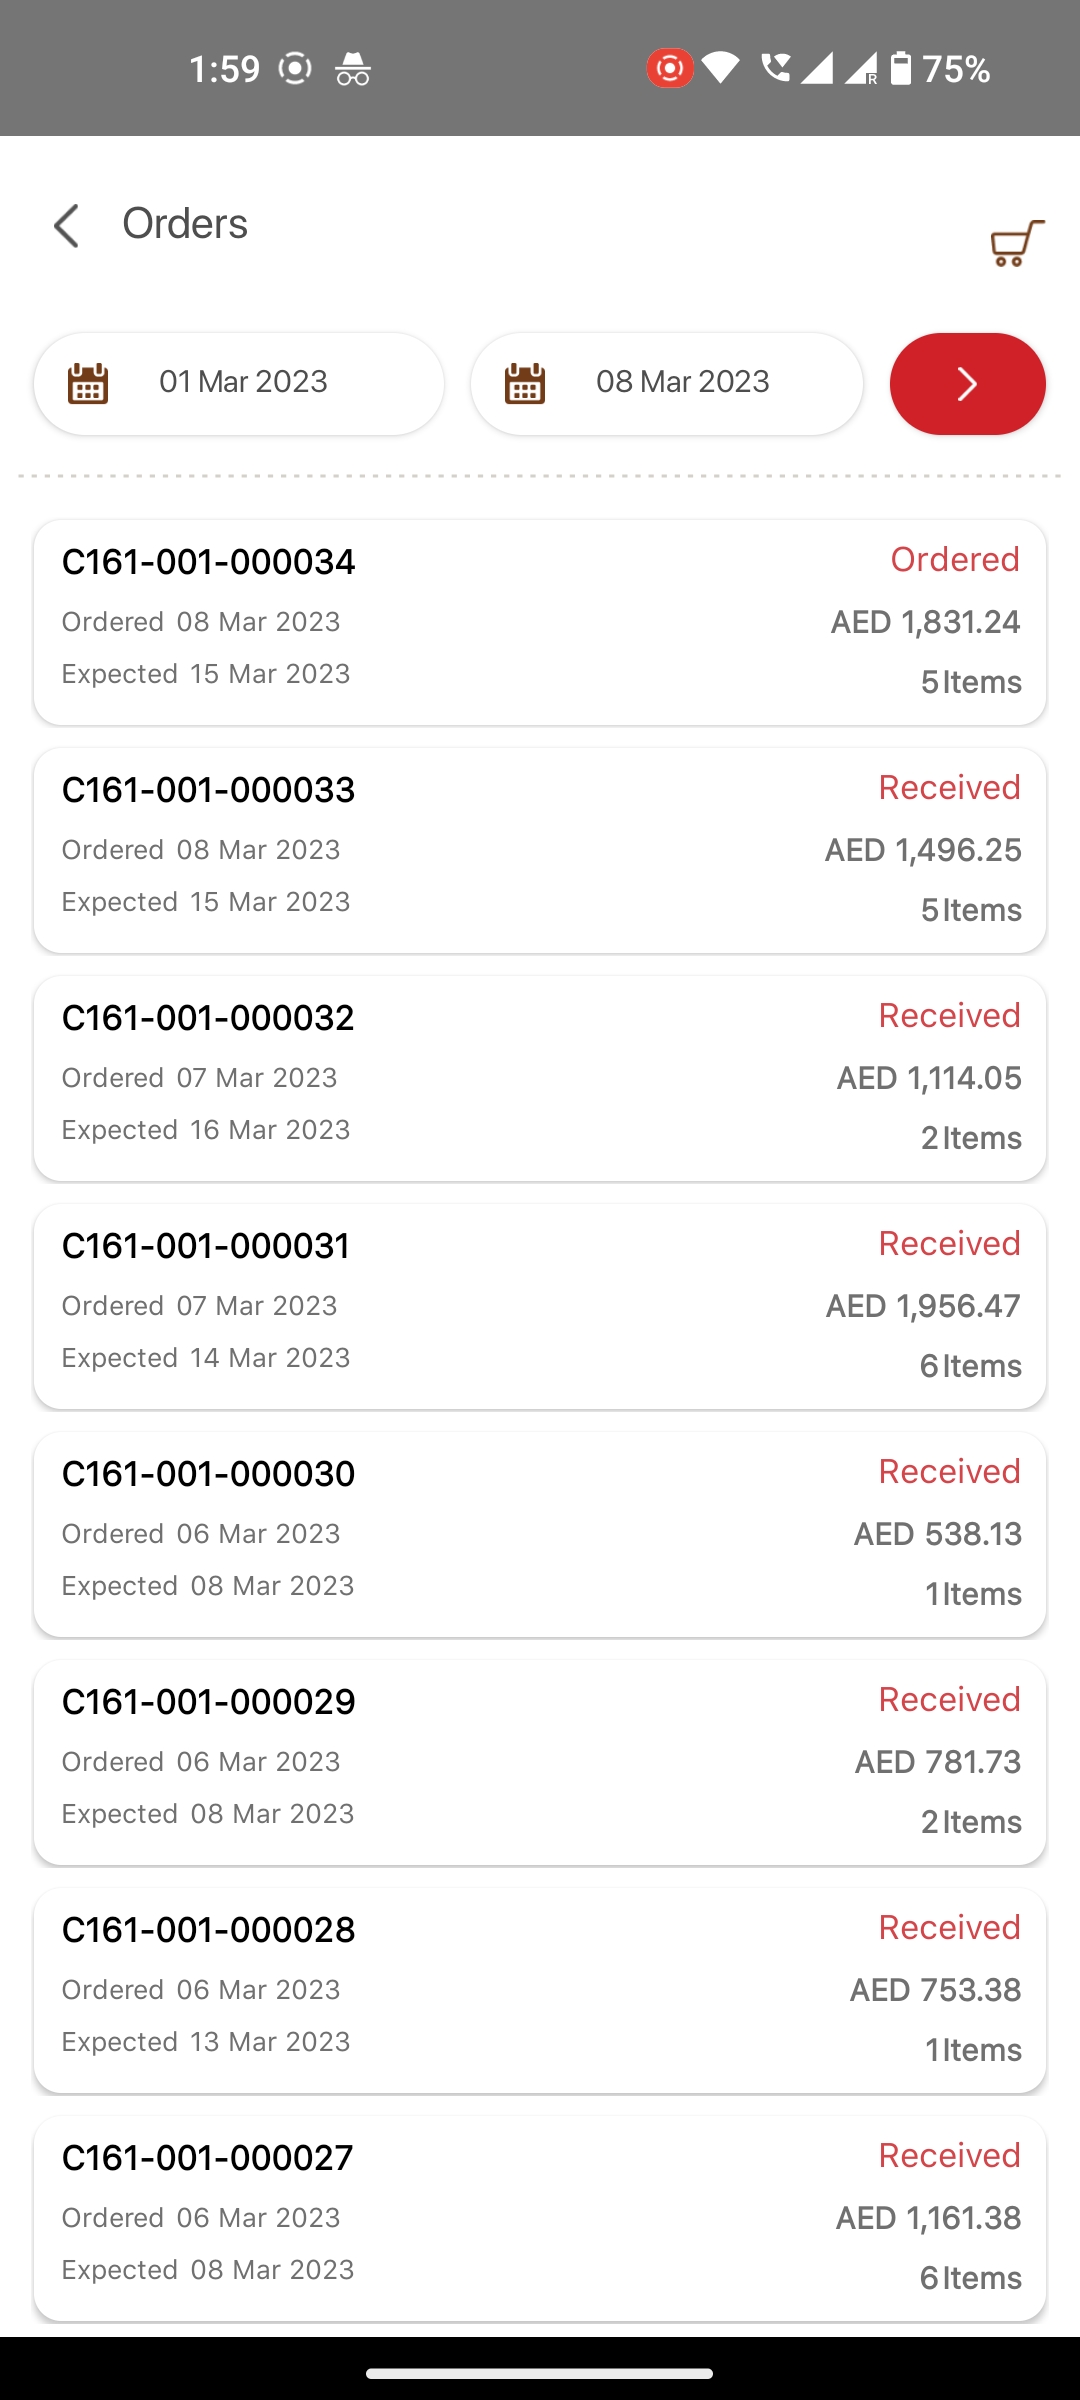 1:59 75%
Orders
01 Mar 2023 08 Mar 2023
C161-001-000034 Ordered
Ordered 08 Mar 2023 AED 1,831.24
Expected 15 Mar 2023 5 Items
C161-001-000033 Received
Ordered 08 Mar 2023 AED 1,496.25
Expected 15 Mar 2023 5 Items
C161-001-000032 Received
Ordered 07 Mar 2023 AED 1,114.05
Expected 16 Mar 2023 2 Items
C161-001-000031 Received
Ordered 07 Mar 2023 AED 1,956.47
Expected 14 Mar 2023 6 Items
C161-001-000030 Received
Ordered 06 Mar 2023 AED 538.13
Expected 08 Mar 2023 1 Items
C161-001-000029 Received
Ordered 06 Mar 2023 AED 781.73
Expected 08 Mar 2023 2 Items
C161-001-000028 Received
Ordered 06 Mar 2023 AED 753.38
Expected 13 Mar 2023 1 Items
C161-001-000027 Received
Ordered 06 Mar 2023 AED 1,161.38
Expected 08 Mar 2023 6 Items